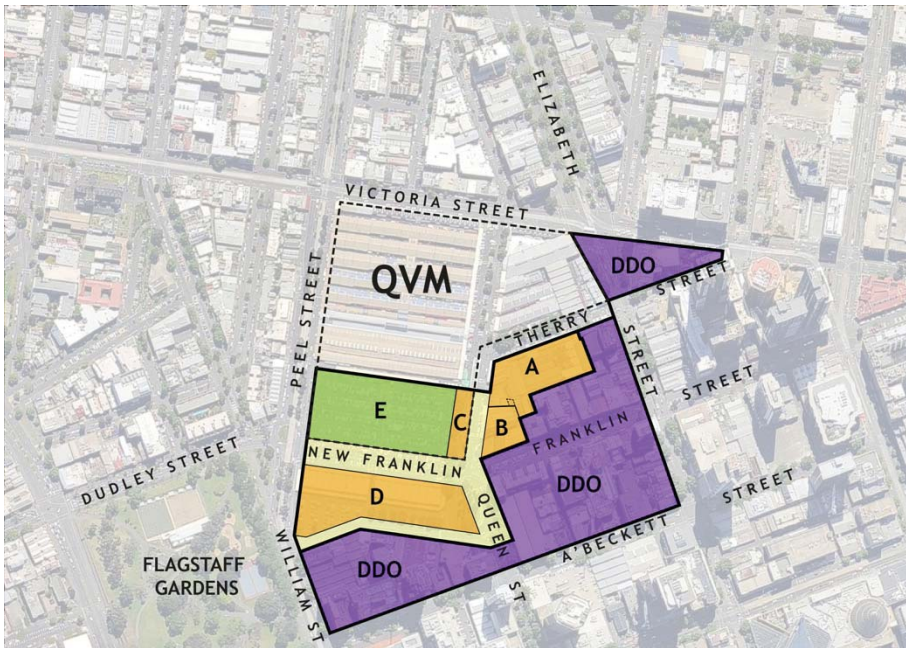 ELIZABETH
VICTORIA STREET
DDO
STREET
QVM
PEEL STREET
THERRY
STREET
A
STREET
E
C
B
FRANKLIN
NEW FRANKLIN
DUDLEY STREET
D
QUEEN
DDO
STREET
A'BECKETT
WILLIAM ST
FLAGSTAFF
GARDENS
DDO
ST